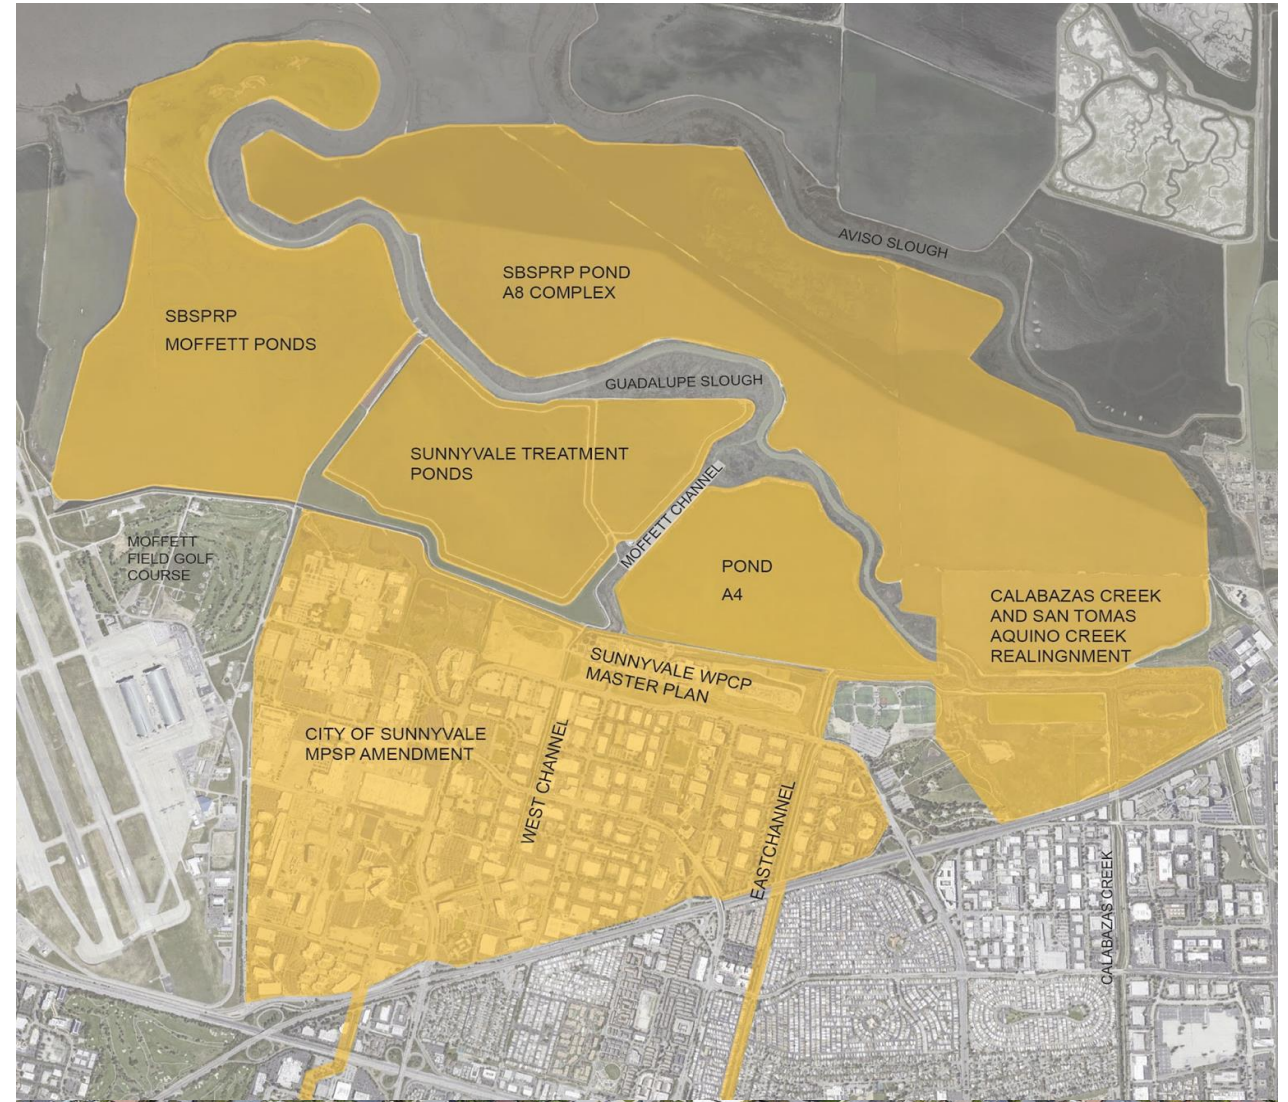 AVISO SLOUGH
SBSPRP POND
A8 COMPLEX
SBSPRP
MOFFETT PONDS
GUADALUPE SLOUGH
SUNNYVALE TREATMENT
PONDS
MOFFETT CHANNEL
MOFFETT
FIELD GOLF
COURSE
POND
A4
CALABAZAS CREEK
AND SAN TOMAS
AQUINO CREEK
REALINGNMENT
SUNNYVALE WPCP
MASTER PLAN
CITY OF SUNNYVALE
MPSP AMENDMENT
WEST CHANNEL
EASTCHANNEL
CALABAZAS CREEK